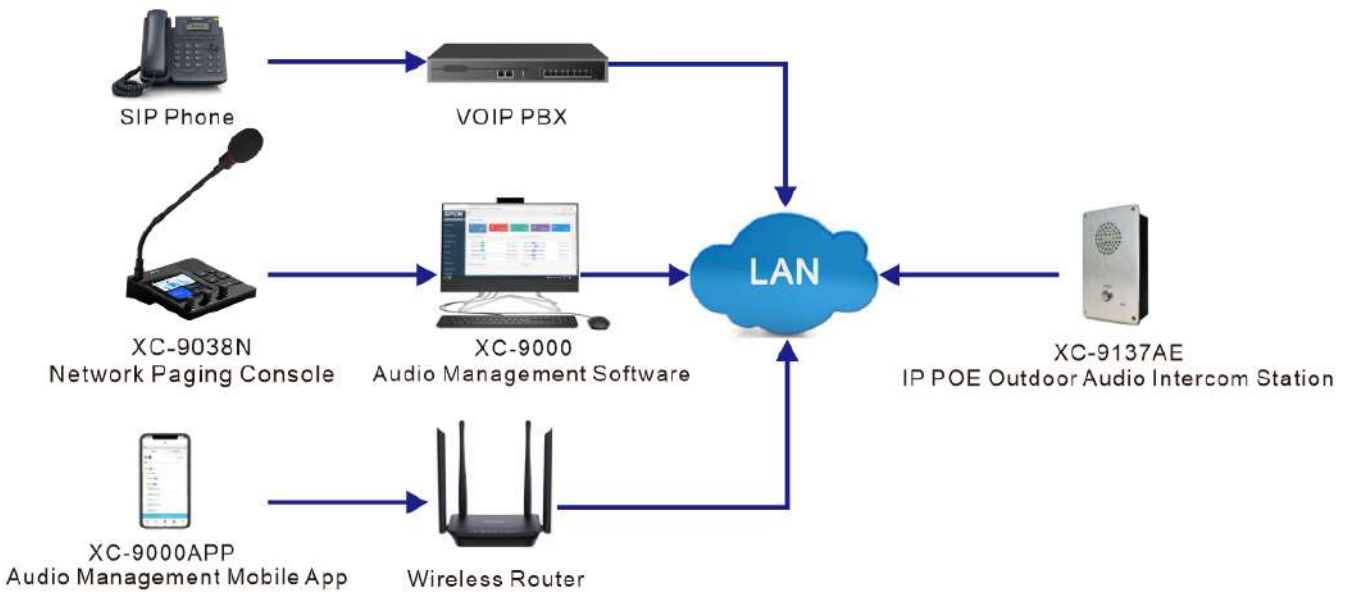 SIP Phone
VOIP PBX
LAN
XC-9038N
Network Paging Console
XC-9000
Audio Management Software
XC-9137AE
IP POE Outdoor Audio Intercom Station
XC-9000APP
Audio Management Mobile App
Wireless Router